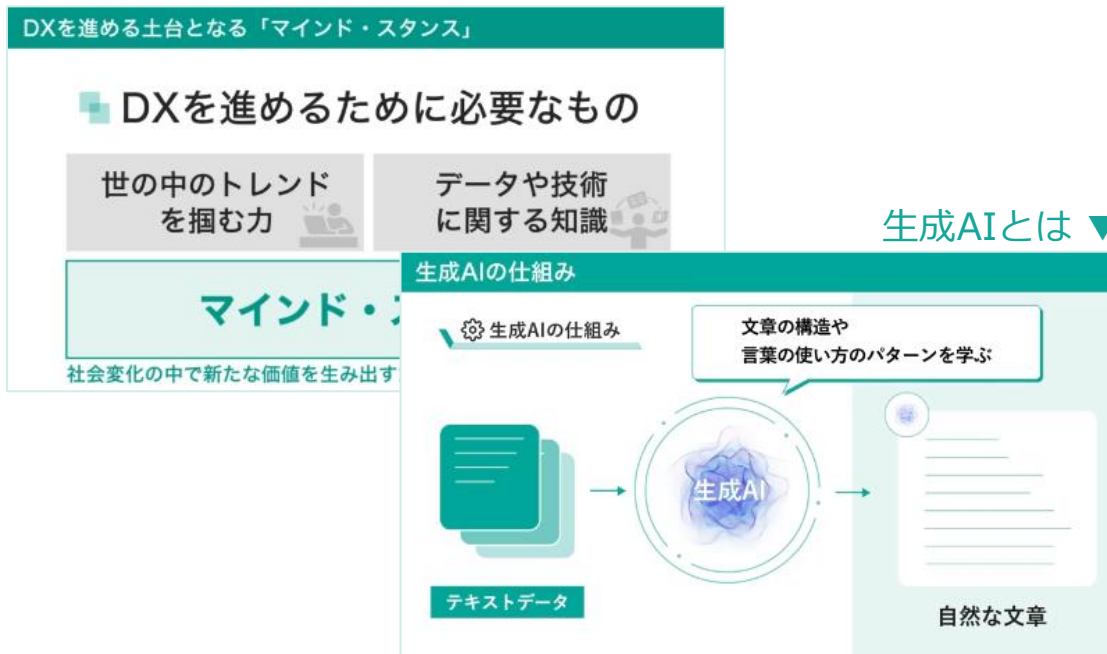 DXを進める土台となる「マインド・スタンス」
DXを進めるために必要なもの
世の中のトレンド
を掴む力
データや技術
に関する知識
マインド・
社会変化の中で新たな価値を生み出す
生成AIとは ▼
生成AIの仕組み
生成AIの仕組み
文章の構造や
言葉の使い方のパターンを学ぶ
生成AI
テキストデータ
自然な文章